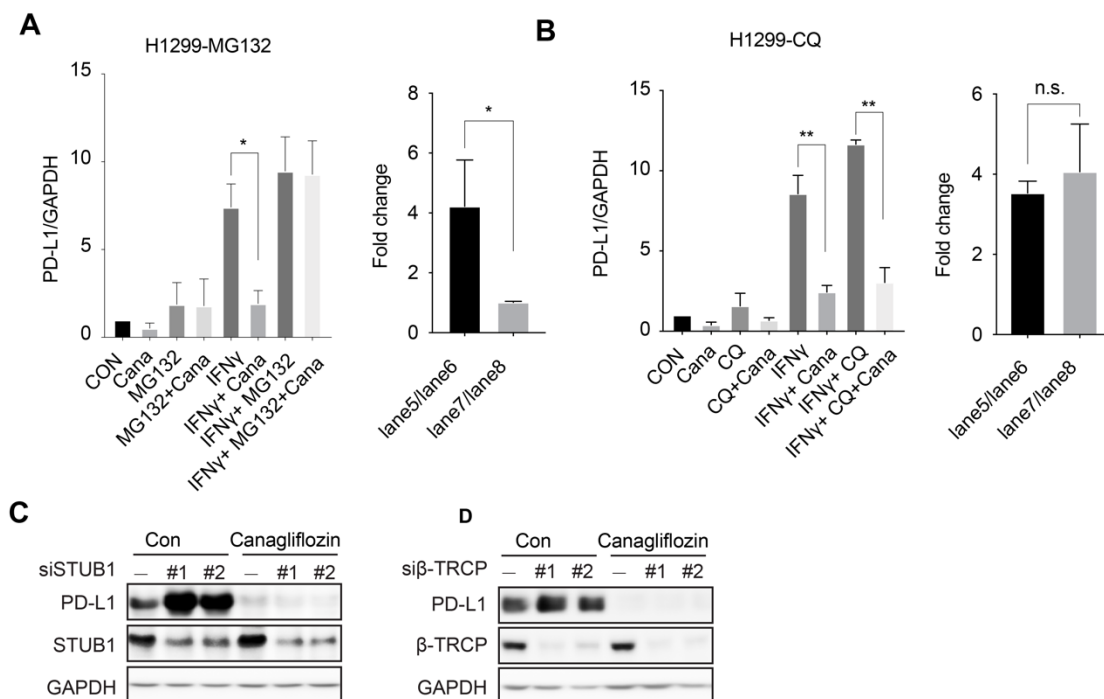 A
H1299-MG132
PD-L1/GAPDH
15
10
5
0
*
CON
Cana
MG132
MG132+Cana
IFNγ
IFNγ+ Cana
IFNγ+ MG132
IFNγ+ MG132+Cana
Fold change
8
6
4
2
0
*
lane5/lane6
lane7/lane8
B
H1299-CQ
PD-L1/GAPDH
15
10
5
0
**
**
CON
Cana
CQ
CQ+Cana
IFNγ
IFNγ+ Cana
IFNγ+ CQ
IFNγ+ CQ+Cana
Fold change
6
4
2
0
n.s.
lane5/lane6
lane7/lane8
C
Con Canagliflozin
siSTUB1 – #1 #2 – #1 #2
PD-L1
STUB1
GAPDH
D
Con Canagliflozin
siβ-TRCP – #1 #2 – #1 #2
PD-L1
β-TRCP
GAPDH